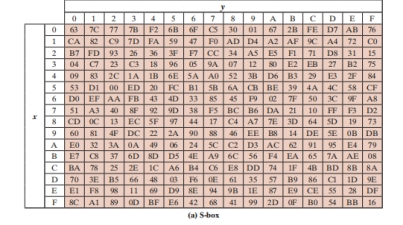 y
0 1 2 3 4 5 6 7 8 9 A B C D E F
0 63 7C 77 7B F2 6B 6F C5 30 01 67 2B FE D7 AB 76
1 CA 82 C9 7D FA 59 47 F0 AD D4 A2 AF 9C A4 72 C0
2 B7 FD 93 26 36 3F F7 CC 34 A5 E5 F1 71 D8 31 15
3 04 C7 23 C3 18 96 05 9A 07 12 80 E2 EB 27 B2 75
4 09 83 2C 1A 1B 6E 5A A0 52 3B D6 B3 29 E3 2F 84
5 53 D1 00 ED 20 FC B1 5B 6A CB BE 39 4A 4C 58 CF
6 D0 EF AA FB 43 4D 33 85 45 F9 02 7F 50 3C 9F A8
x 7 51 A3 40 8F 92 9D 38 F5 BC B6 DA 21 10 FF F3 D2
8 CD 0C 13 EC 5F 97 44 17 C4 A7 7E 3D 64 5D 19 73
9 60 81 4F DC 22 2A 90 88 46 EE B8 14 DE 5E 0B DB
A E0 32 3A 0A 49 06 24 5C C2 D3 AC 62 91 95 E4 79
B E7 C8 37 6D 8D D5 4E A9 6C 56 F4 EA 65 7A AE 08
C BA 78 25 2E 1C A6 B4 C6 E8 DD 74 1F 4B BD 8B 8A
D 70 3E B5 66 48 03 F6 0E 61 35 57 B9 86 C1 1D 9E
E E1 F8 98 11 69 D9 8E 94 9B 1E 87 E9 CE 55 28 DF
F 8C A1 89 0D BF E6 42 68 41 99 2D 0F B0 54 BB 16
(a) S-box